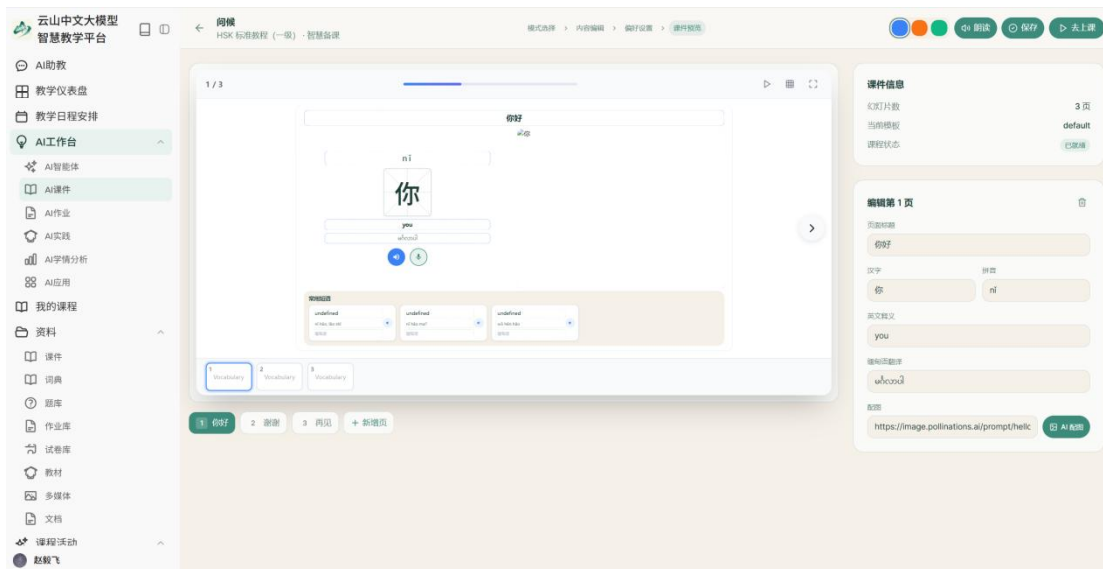 云山中文大模型
智慧教学平台
AI助教
教学仪表盘
教学日程安排
AI工作台
AI智能体
AI课件
AI作业
AI实践
AI学情分析
AI应用
我的课程
资料
课件
词典
题库
作业库
试卷库
教材
多媒体
文档
课程活动
赵毅飞
问候
HSK 标准教程（一级） · 智慧备课
模式选择 > 内容编辑 > 偏好设置 > 课件预览
朗读
保存
去上课
1 / 3
你好
你
nǐ
你
you
undefined
undefined
undefined
1
Vocabulary
2
Vocabulary
3
Vocabulary
1 你好
2 谢谢
3 再见
+ 新增页
课件信息
幻灯片数 3 页
当前模板 default
课程状态 已就绪
编辑第 1 页
页面标题
你好
汉字 拼音
你 nǐ
英文释义
you
缅甸语翻译
配图
https://image.pollinations.ai/prompt/hello
AI 配图